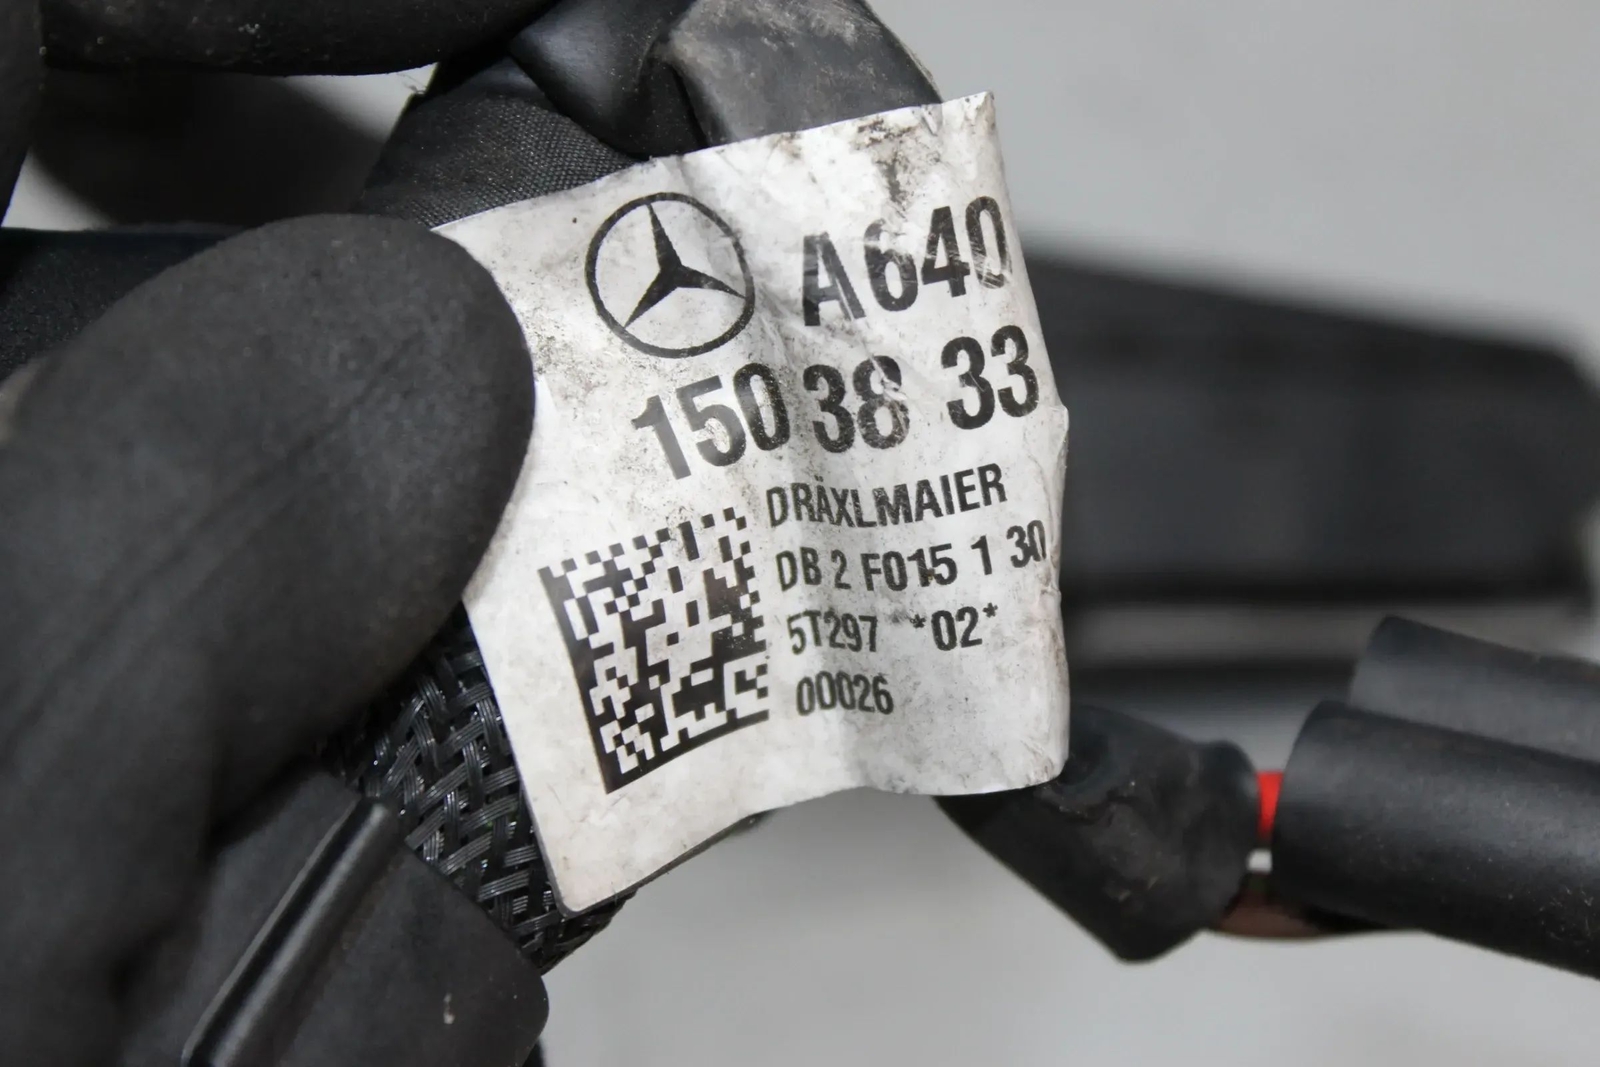 A640
150 38 33
DRÄXLMAIER
DB 2 F015 1 30
5T297 *02*
00026